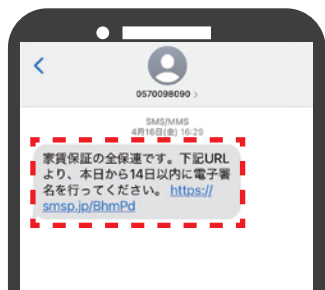 0570098090 >
SMS/MMS
4月16日(金) 16:29
家賃保証の全保連です。下記URL
より、本日から14日以内に電子署
名を行ってください。 https://
smsp.jp/BhmPd